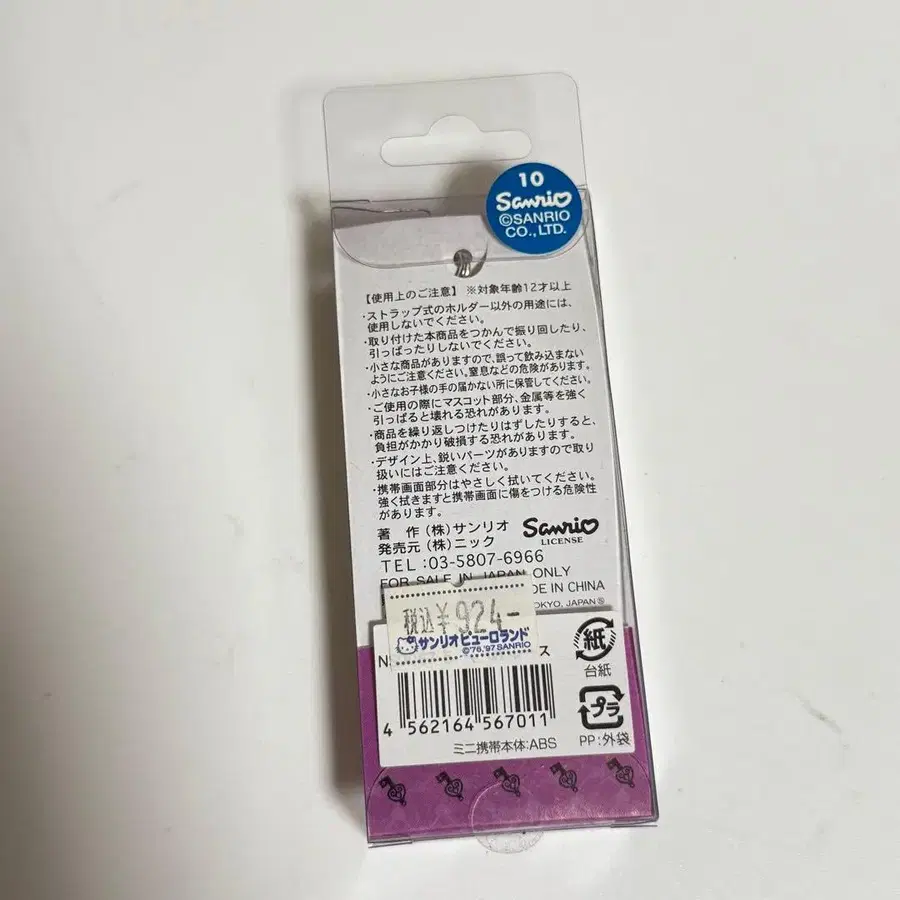 10
Sanrio
©SANRIO
CO., LTD.
【使用上のご注意】 ※対象年齢12才以上
・ストラップ式のホルダー以外の用途には、
使用しないでください。
・取り付けた本商品をつかんで振り回したり、
引っぱったりしないでください。
・小さな商品がありますので、誤って飲み込まない
ようにご注意ください。窒息などの危険があります。
・小さなお子様の手の届かない所に保管してください。
・ご使用の際にマスコット部分、金属等を強く
引っぱると壊れる恐れがあります。
・商品を繰り返しつけたりはずしたりすると、
負担がかかり破損する恐れがあります。
・デザイン上、鋭いパーツがありますので取り
扱いにはご注意ください。
・携帯画面部分はやさしく拭いてください。
強く拭きますと携帯画面に傷をつける危険性
があります。
著 作 (株)サンリオ
発売元 (株)ニック
Sanrio
LICENSE
TEL:03-5807-6966
FOR SALE IN JAPAN ONLY
DE IN CHINA
OKYO, JAPAN Ⓢ
税込¥924-
サンリオピューロランド
©'76,'97 SANRIO
N
ス
4 562164 567011
ミニ携帯本体:ABS
紙
台紙
プラ
PP:外袋